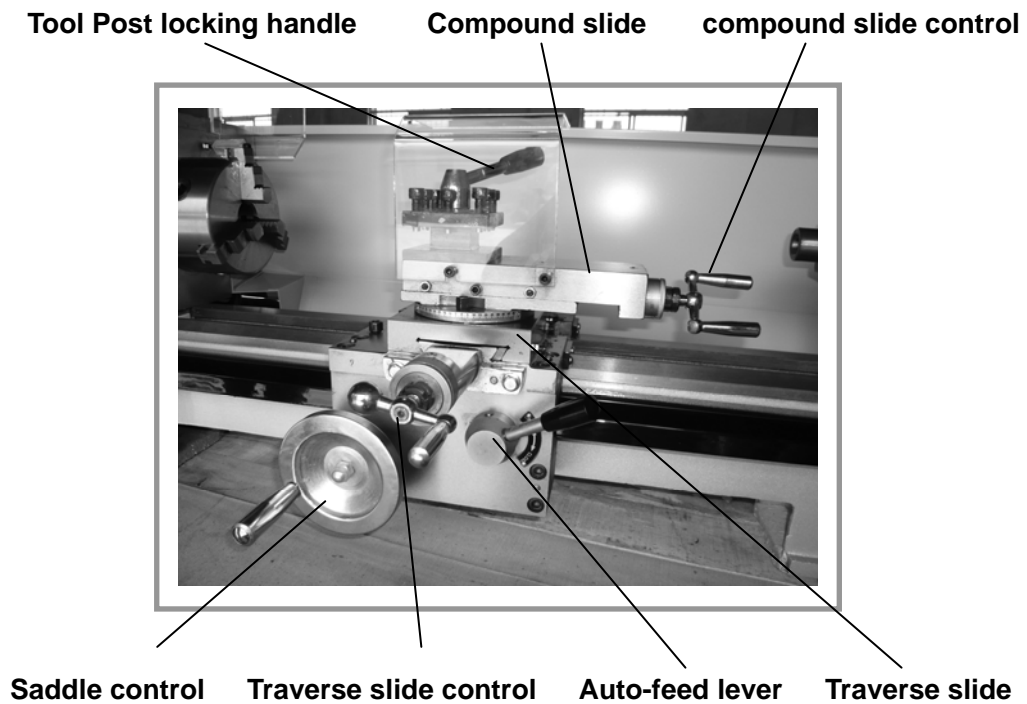 Tool Post locking handle
Compound slide
compound slide control
Saddle control
Traverse slide control
Auto-feed lever
Traverse slide